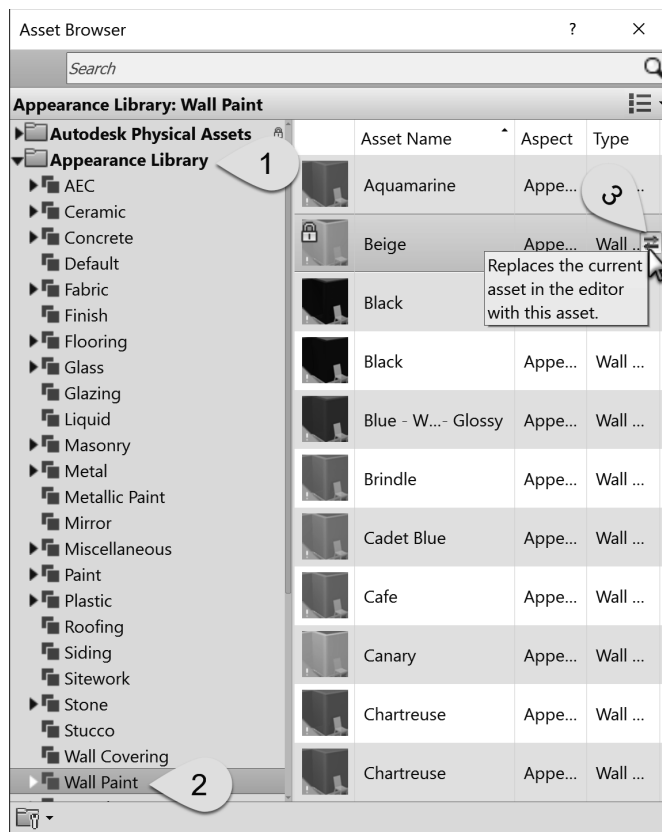 Asset Browser ? ×
Search
Appearance Library: Wall Paint
Autodesk Physical Assets
Appearance Library
1
AEC
Ceramic
Concrete
Default
Fabric
Finish
Flooring
Glass
Glazing
Liquid
Masonry
Metal
Metallic Paint
Mirror
Miscellaneous
Paint
Plastic
Roofing
Siding
Sitework
Stone
Stucco
Wall Covering
Wall Paint
2
Asset Name Aspect Type
Aquamarine Appe... ...
3
Beige Appe... Wall ...
Replaces the current
asset in the editor
with this asset.
Black
Black Appe... Wall ...
Blue - W...- Glossy Appe... Wall ...
Brindle Appe... Wall ...
Cadet Blue Appe... Wall ...
Cafe Appe... Wall ...
Canary Appe... Wall ...
Chartreuse Appe... Wall ...
Chartreuse Appe... Wall ...